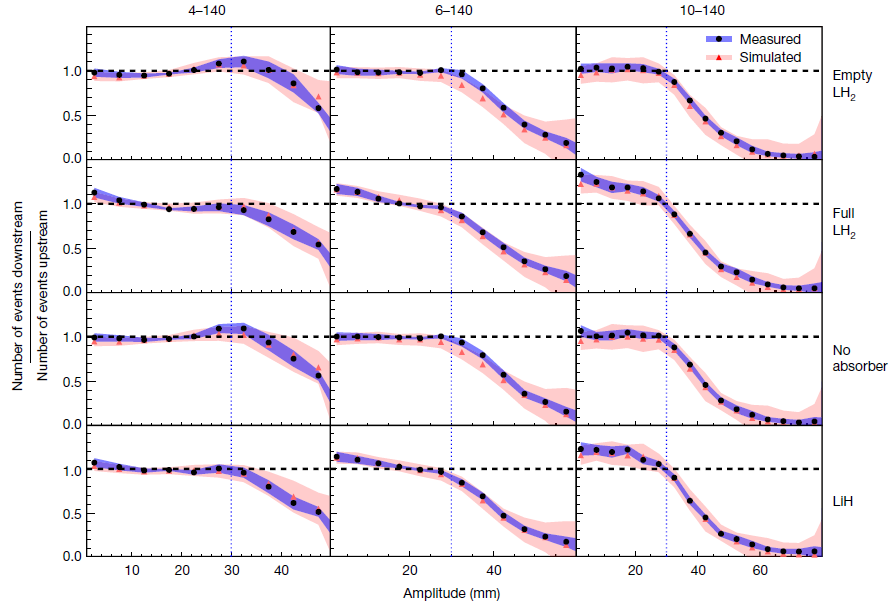 4–140 6–140 10–140
Measured
Simulated
Empty
LH2
Full
LH2
No
absorber
LiH
1.0
0.5
0.0
1.0
0.5
0.0
1.0
0.5
0.0
1.0
0.5
0.0
10 20 30 40 20 40 20 40 60
Amplitude (mm)
Number of events downstream
Number of events upstream